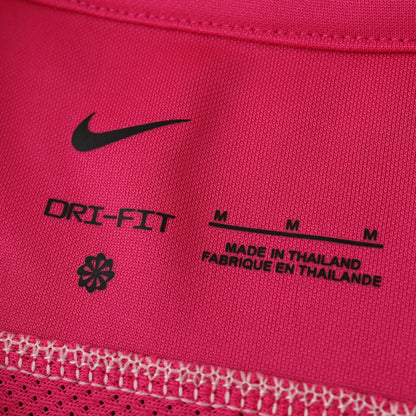 DRI-FIT
M M M
MADE IN THAILAND
FABRIQUE EN THAILANDE